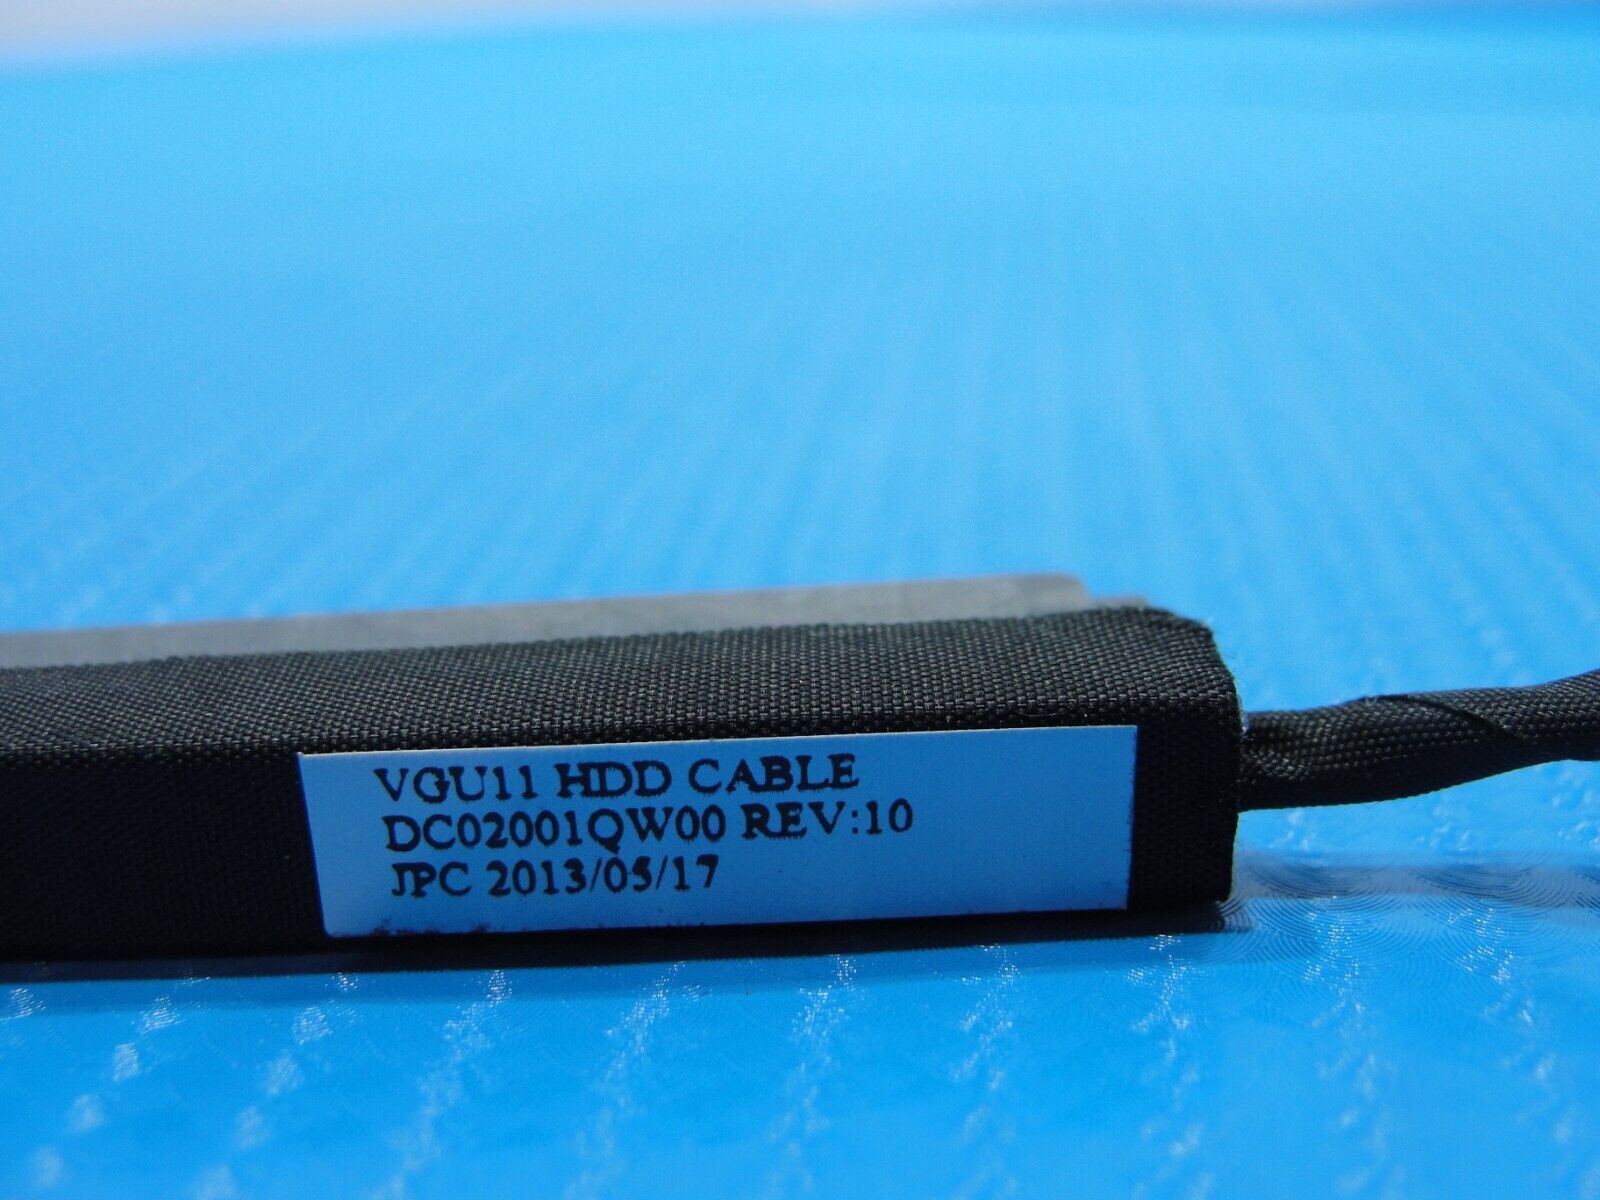 VGU11 HDD CABLE
DC02001QW00 REV:10
JPC 2013/05/17